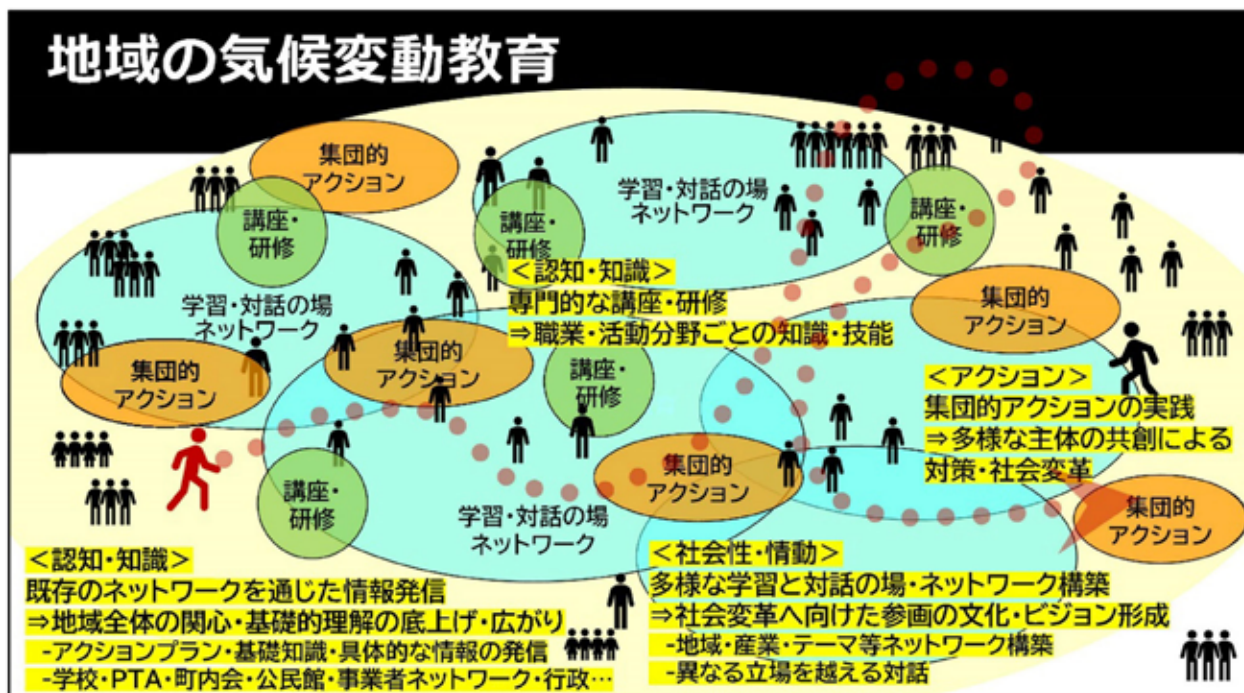 地域の気候変動教育
集団的
アクション
講座・
研修
学習・対話の場
ネットワーク
講座・
研修
学習・対話の場
ネットワーク
講座・
研修
<認知・知識>
専門的な講座・研修
⇒職業・活動分野ごとの知識・技能
集団的
アクション
集団的
アクション
集団的
アクション
講座・
研修
<アクション>
集団的アクションの実践
⇒多様な主体の共創による
対策・社会変革
講座・
研修
学習・対話の場
ネットワーク
集団的
アクション
集団的
アクション
<認知・知識>
既存のネットワークを通じた情報発信
⇒地域全体の関心・基礎的理解の底上げ・広がり
-アクションプラン・基礎知識・具体的な情報の発信
-学校・PTA・町内会・公民館・事業者ネットワーク・行政…
<社会性・情動>
多様な学習と対話の場・ネットワーク構築
⇒社会変革へ向けた参画の文化・ビジョン形成
-地域・産業・テーマ等ネットワーク構築
-異なる立場を越える対話